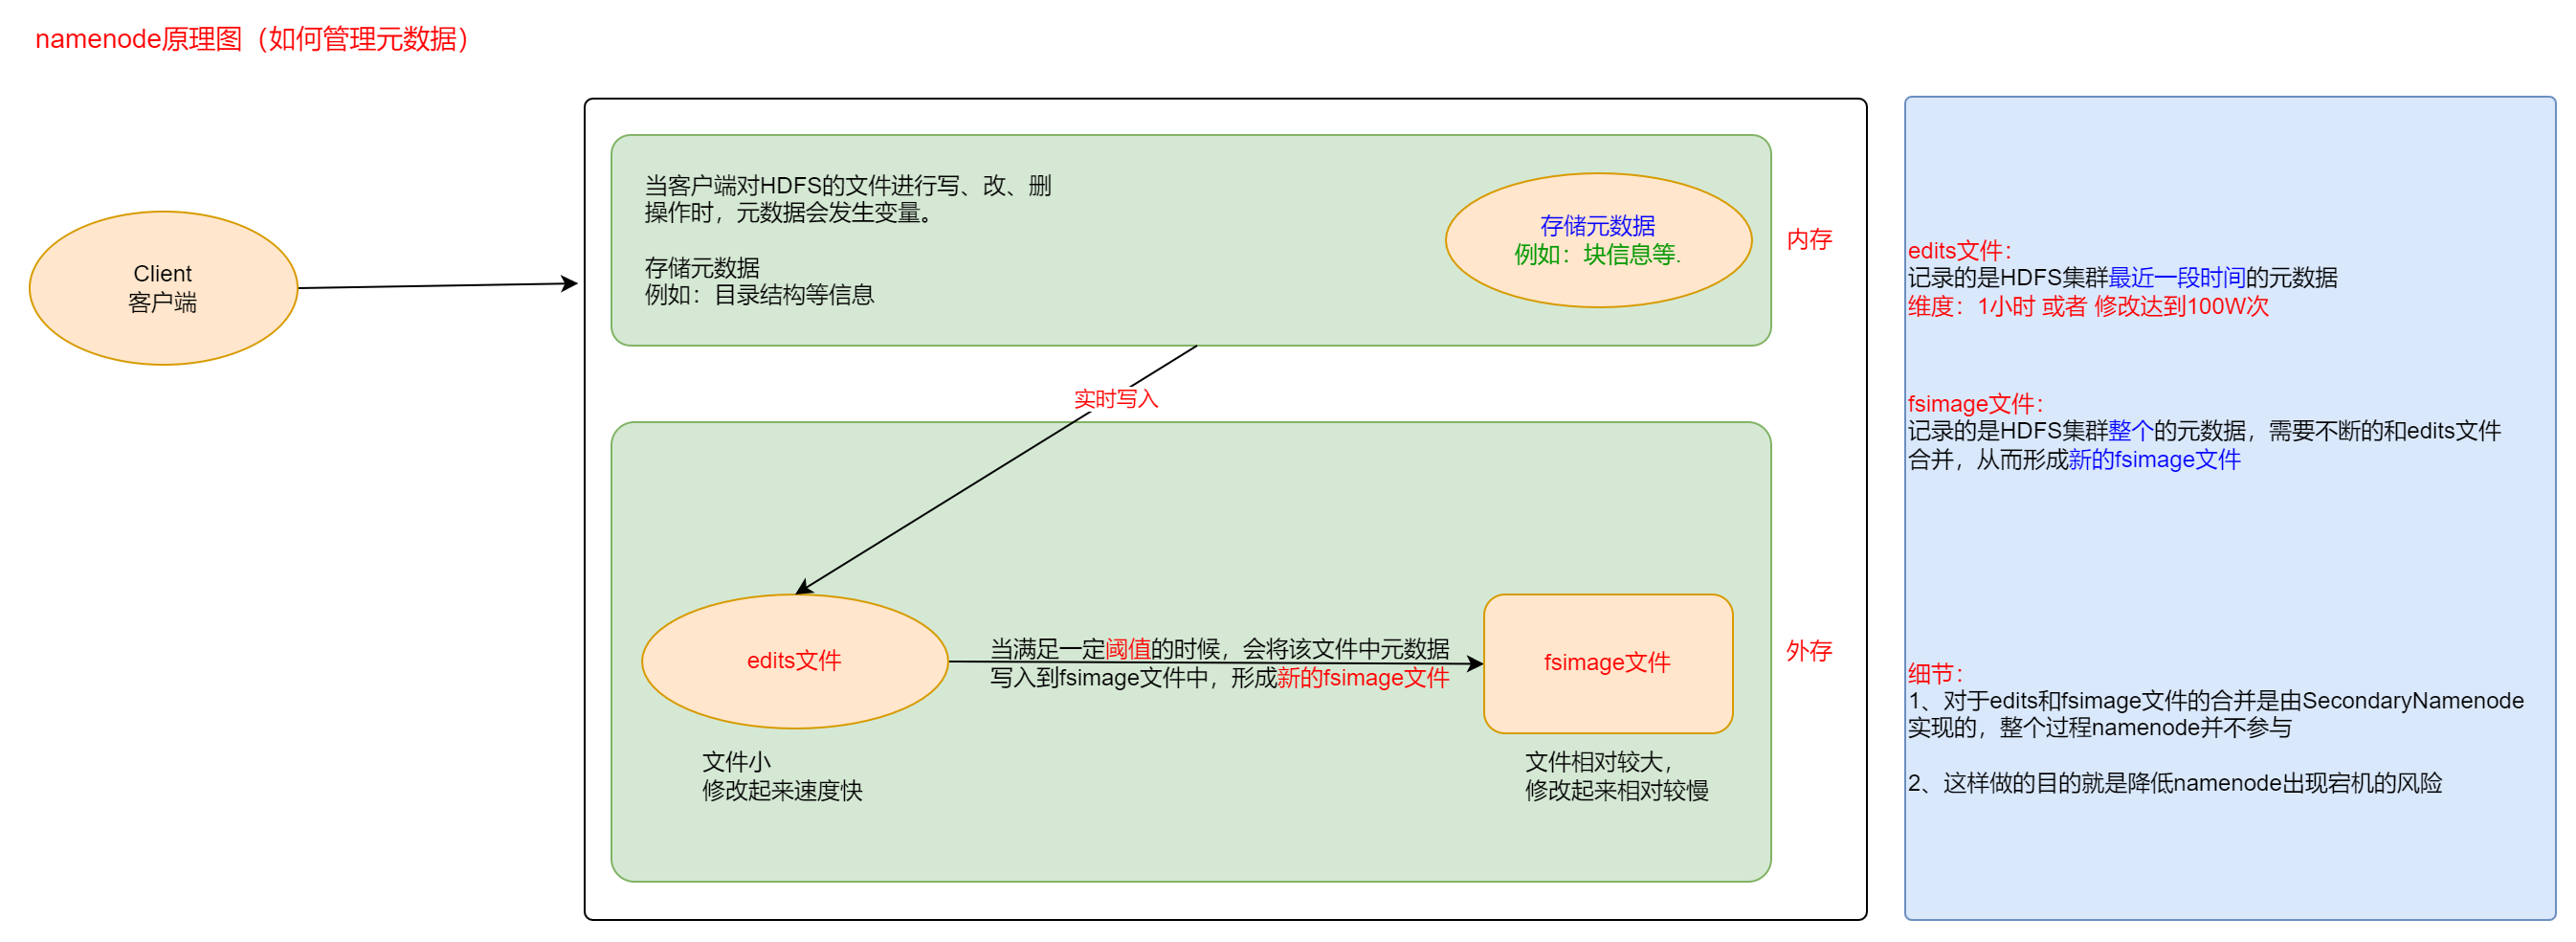 namenode原理图（如何管理元数据）
Client
客户端
当客户端对HDFS的文件进行写、改、删
操作时，元数据会发生变量。
存储元数据
例如：目录结构等信息
存储元数据
例如：块信息等.
内存
实时写入
edits文件
当满足一定阈值的时候，会将该文件中元数据
写入到fsimage文件中，形成新的fsimage文件
fsimage文件
外存
文件小
修改起来速度快
文件相对较大，
修改起来相对较慢
edits文件：
记录的是HDFS集群最近一段时间的元数据
维度：1小时 或者 修改达到100W次
fsimage文件：
记录的是HDFS集群整个的元数据，需要不断的和edits文件
合并，从而形成新的fsimage文件
细节：
1、对于edits和fsimage文件的合并是由SecondaryNamenode
实现的，整个过程namenode并不参与
2、这样做的目的就是降低namenode出现宕机的风险